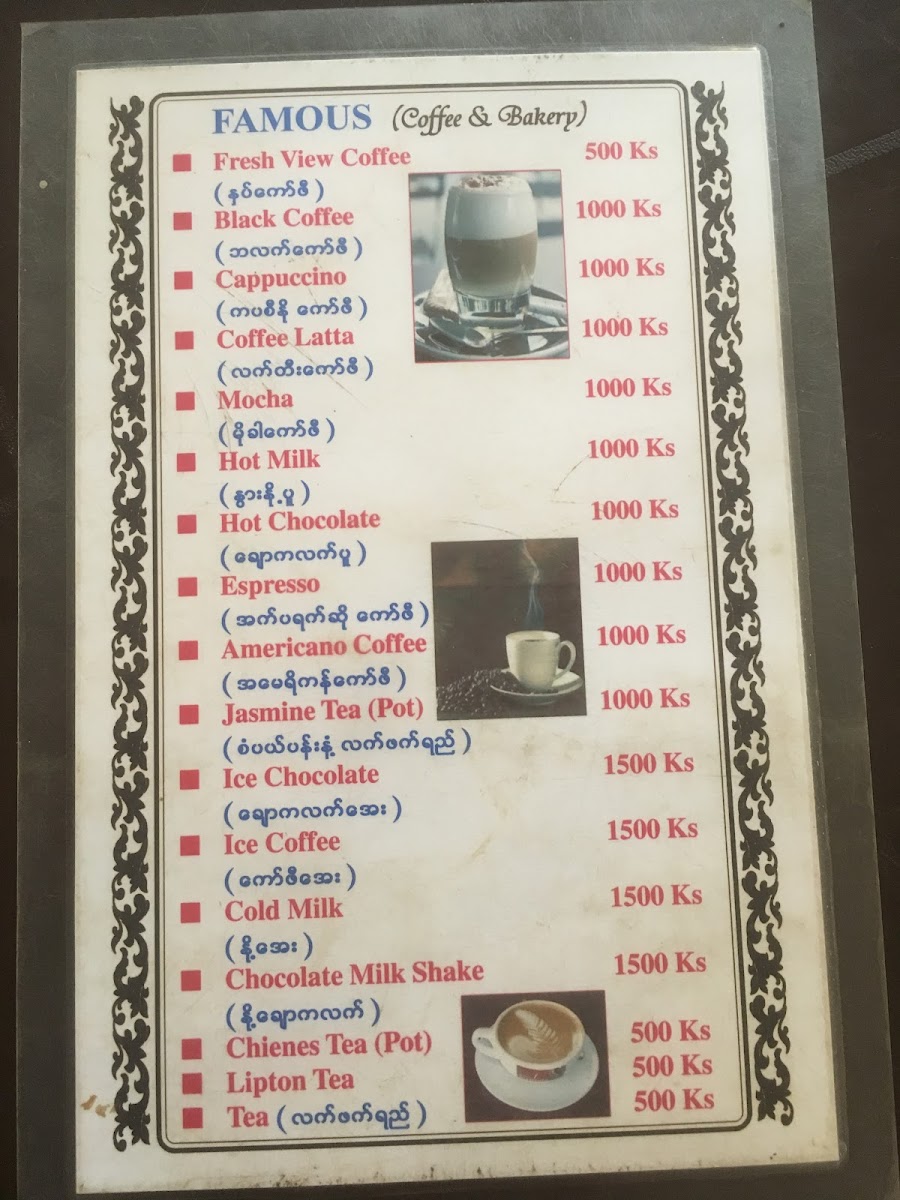 FAMOUS (Coffee & Bakery)
Fresh View Coffee 500 Ks
(နှပ်ကော်ဖီ)
Black Coffee 1000 Ks
(ဘလက်ကော်ဖီ)
Cappuccino 1000 Ks
(ကပစီနို ကော်ဖီ)
Coffee Latta 1000 Ks
(လက်တီးကော်ဖီ)
Mocha 1000 Ks
(မိုခါကော်ဖီ)
Hot Milk 1000 Ks
(နွားနို့ပူ)
Hot Chocolate 1000 Ks
(ချောကလက်ပူ)
Espresso 1000 Ks
(အက်ပရက်ဆို ကော်ဖီ)
Americano Coffee 1000 Ks
(အမေရိကန်ကော်ဖီ)
Jasmine Tea (Pot) 1000 Ks
(စံပယ်ပန်းနံ့ လက်ဖက်ရည်)
Ice Chocolate 1500 Ks
(ချောကလက်အေး)
Ice Coffee 1500 Ks
(ကော်ဖီအေး)
Cold Milk 1500 Ks
(နို့အေး)
Chocolate Milk Shake 1500 Ks
(နို့ချောကလက်)
Chienes Tea (Pot) 500 Ks
Lipton Tea 500 Ks
Tea (လက်ဖက်ရည်) 500 Ks